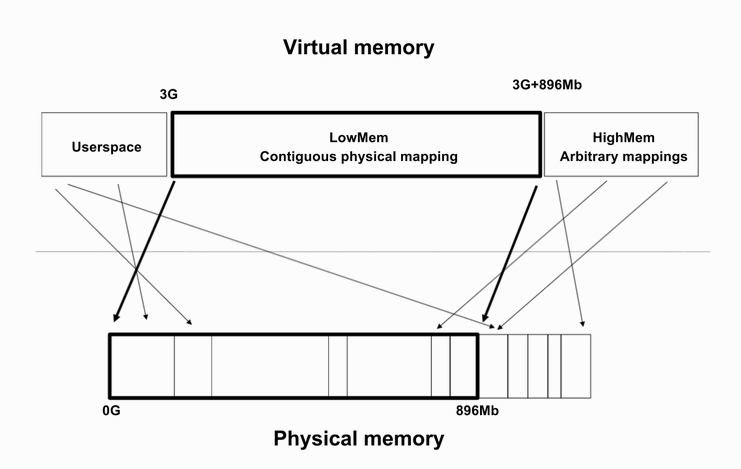 Virtual memory
3G
3G+896Mb
Userspace
LowMem
Contiguous physical mapping
HighMem
Arbitrary mappings
0G
896Mb
Physical memory